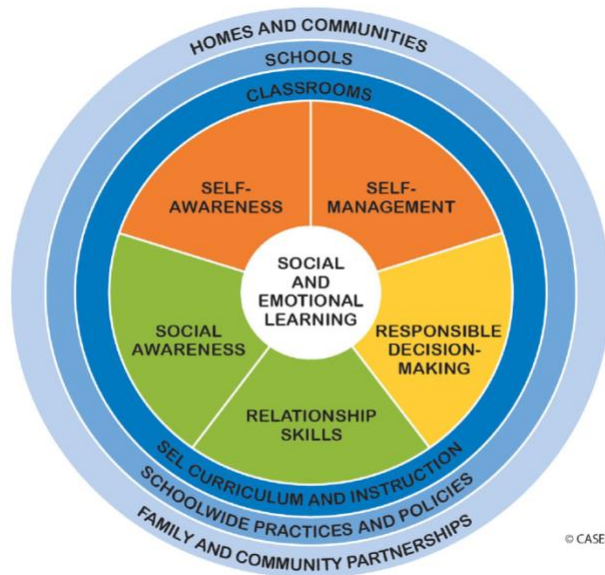 HOMES AND COMMUNITIES
SCHOOLS
CLASSROOMS
SELF-
AWARENESS
SELF-
MANAGEMENT
SOCIAL
AND
EMOTIONAL
LEARNING
SOCIAL
AWARENESS
RESPONSIBLE
DECISION-
MAKING
RELATIONSHIP
SKILLS
SEL CURRICULUM AND INSTRUCTION
SCHOOLWIDE PRACTICES AND POLICIES
FAMILY AND COMMUNITY PARTNERSHIPS
© CASE